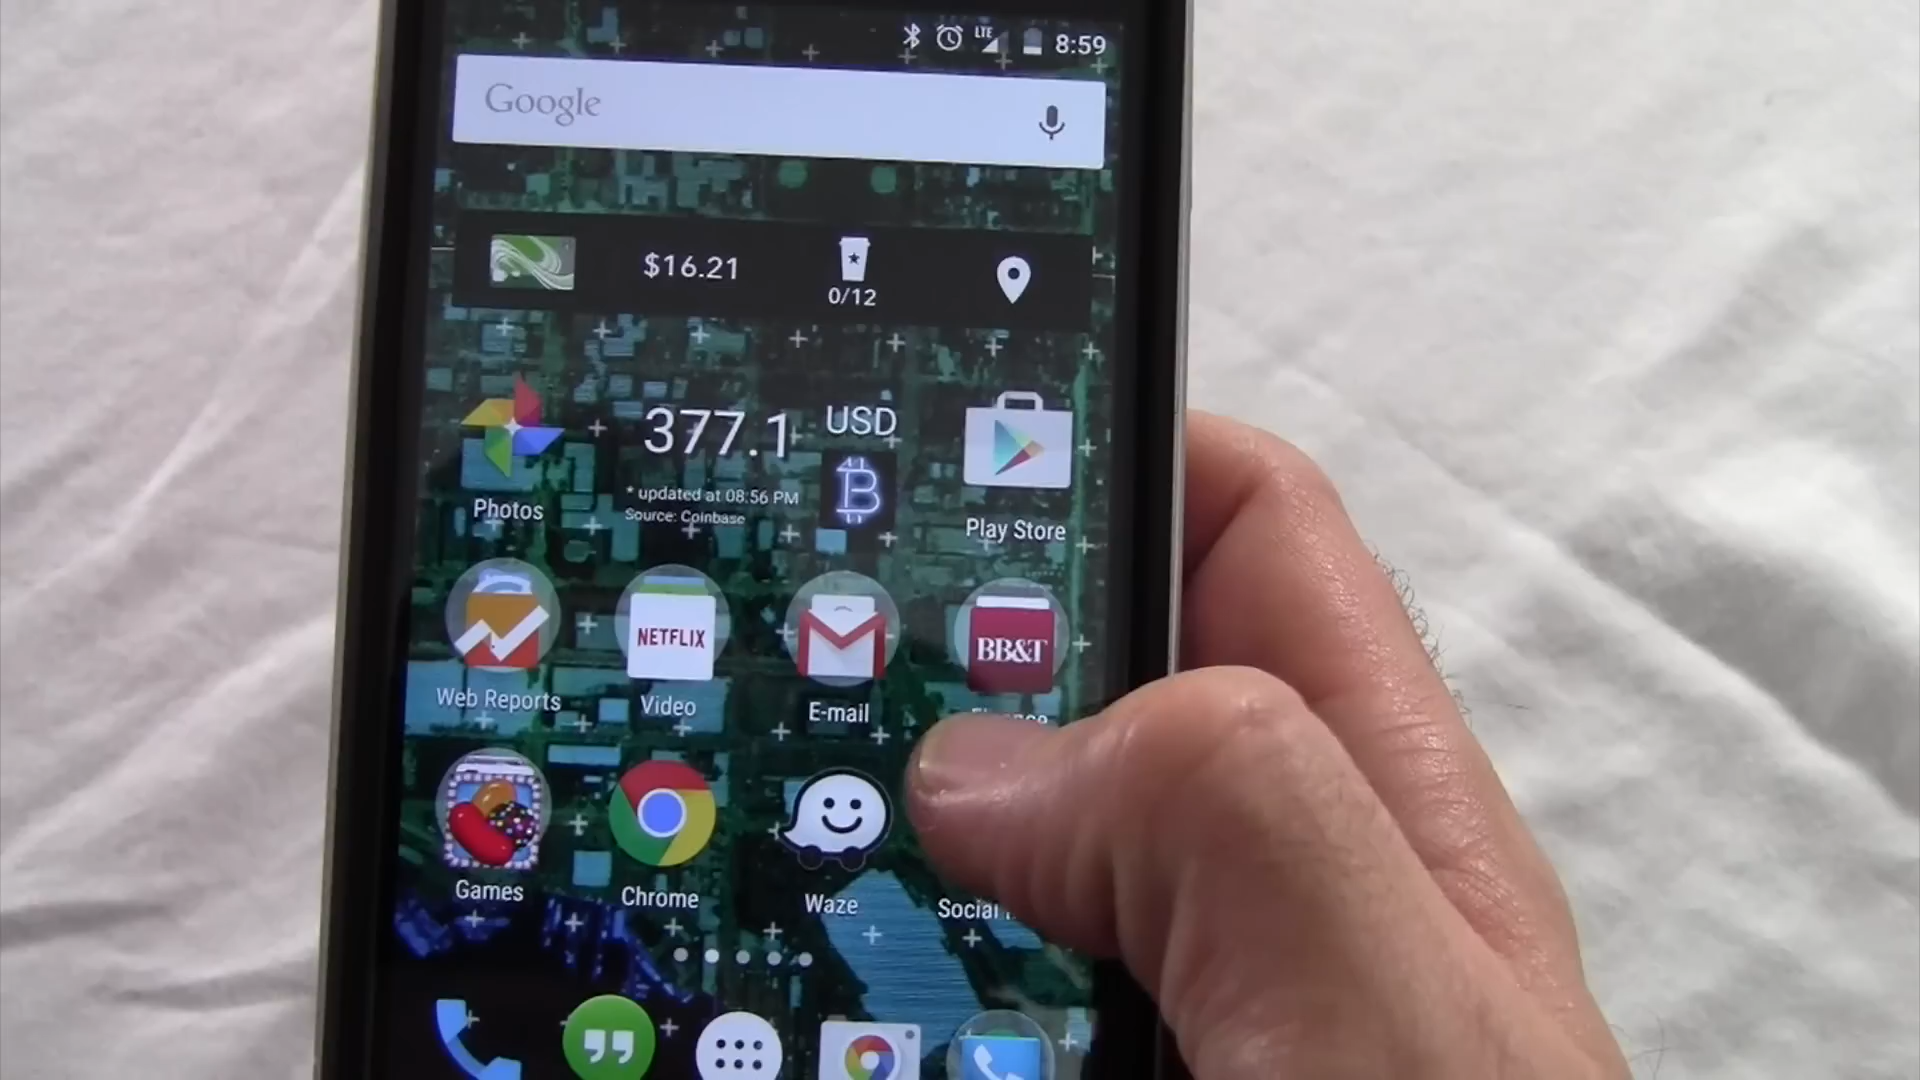 LTE 8:59
Google
$16.21
0/12
377.1 USD
* updated at 08:56 PM
Source: Coinbase
Photos
Play Store
NETFLIX
BB&T
Web Reports
Video
E-mail
Games
Chrome
Waze
Social